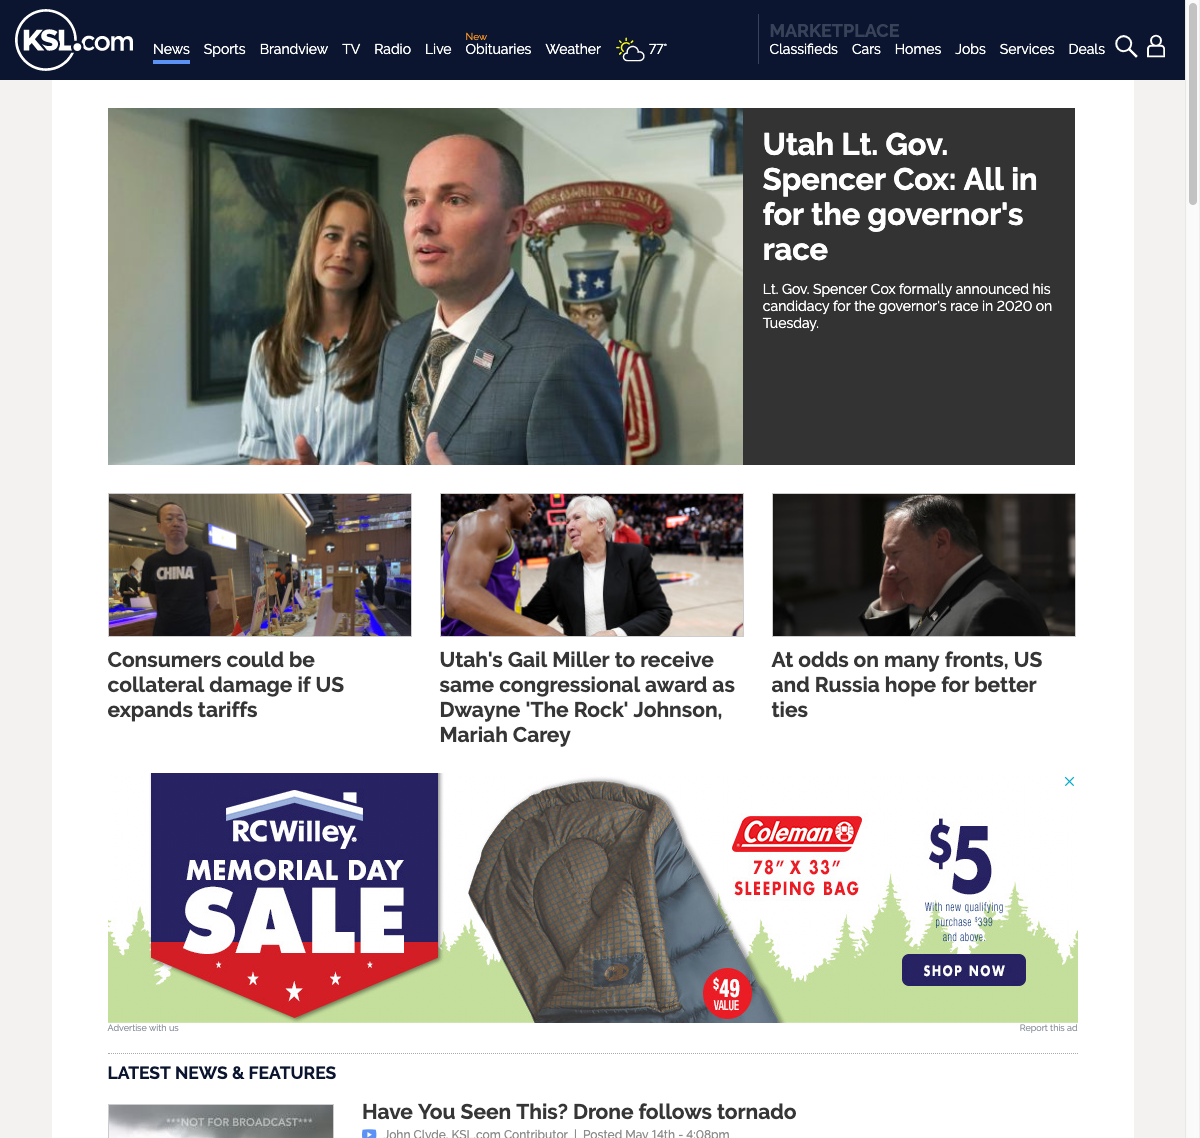 KSL.com
News Sports Brandview TV Radio Live New Obituaries Weather 77°
MARKETPLACE
Classifieds Cars Homes Jobs Services Deals
UNCLE SAM
Utah Lt. Gov.
Spencer Cox: All in
for the governor's
race
Lt. Gov. Spencer Cox formally announced his
candidacy for the governor's race in 2020 on
Tuesday.
CHINA
Consumers could be
collateral damage if US
expands tariffs
Utah's Gail Miller to receive
same congressional award as
Dwayne 'The Rock' Johnson,
Mariah Carey
At odds on many fronts, US
and Russia hope for better
ties
RCWilley.
MEMORIAL DAY
SALE
Coleman
78" X 33"
SLEEPING BAG
$49
VALUE
$5
With new qualifying
purchase $399
and above.
SHOP NOW
Advertise with us
Report this ad
LATEST NEWS & FEATURES
***NOT FOR BROADCAST***
Have You Seen This? Drone follows tornado
John Clyde, KSL.com Contributor | Posted May 14th - 4:08pm